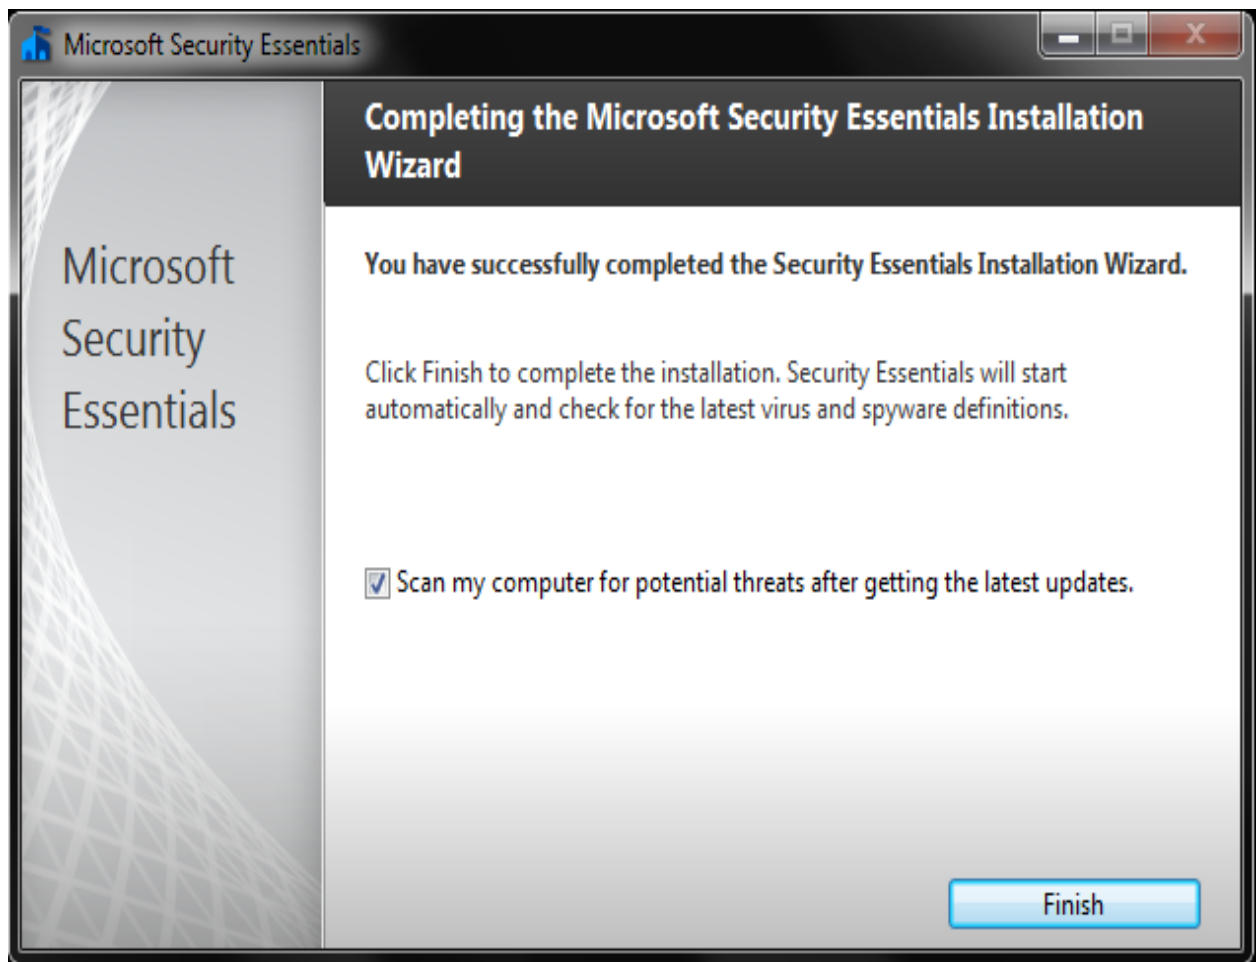 Microsoft Security Essentials
Completing the Microsoft Security Essentials Installation
Wizard
Microsoft
Security
Essentials
You have successfully completed the Security Essentials Installation Wizard.
Click Finish to complete the installation. Security Essentials will start
automatically and check for the latest virus and spyware definitions.
Scan my computer for potential threats after getting the latest updates.
Finish